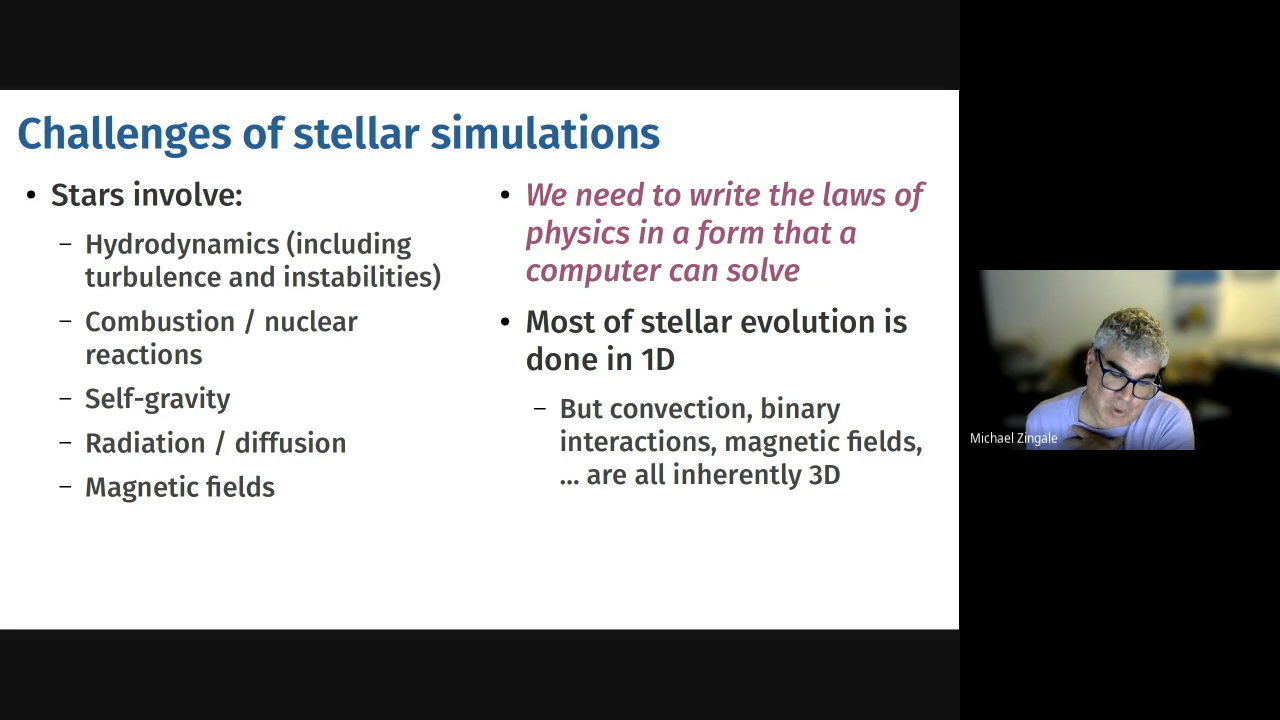 Challenges of stellar simulations
• Stars involve:
– Hydrodynamics (including
turbulence and instabilities)
– Combustion / nuclear
reactions
– Self-gravity
– Radiation / diffusion
– Magnetic fields
• We need to write the laws of
physics in a form that a
computer can solve
• Most of stellar evolution is
done in 1D
– But convection, binary
interactions, magnetic fields,
... are all inherently 3D
Michael Zingale